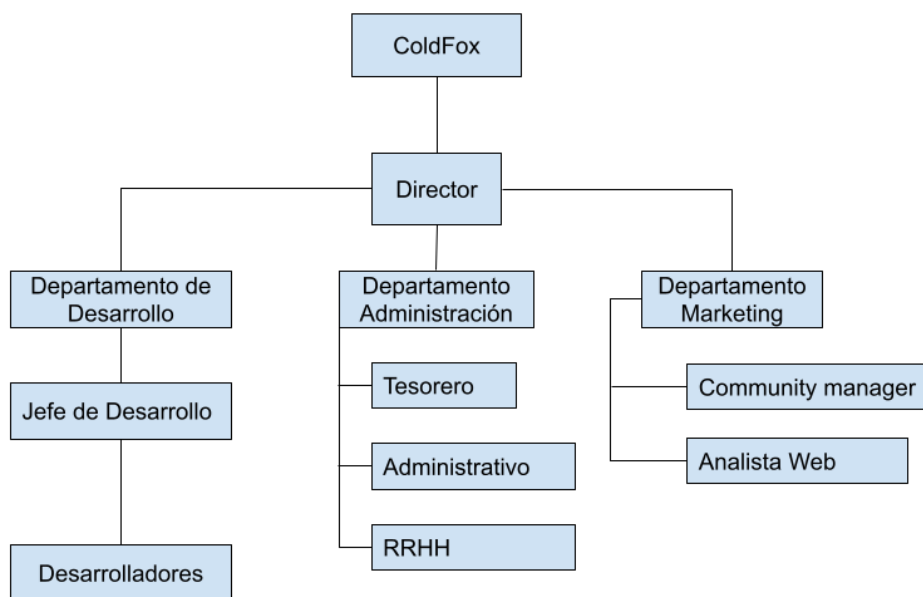 ColdFox
Director
Departamento de
Desarrollo
Departamento
Administración
Departamento
Marketing
Jefe de Desarrollo
Tesorero
Community manager
Administrativo
Analista Web
Desarrolladores
RRHH